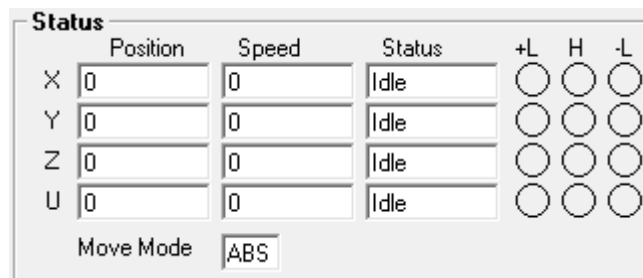 Status
Position Speed Status +L H -L
X 0 0 Idle
Y 0 0 Idle
Z 0 0 Idle
U 0 0 Idle
Move Mode ABS